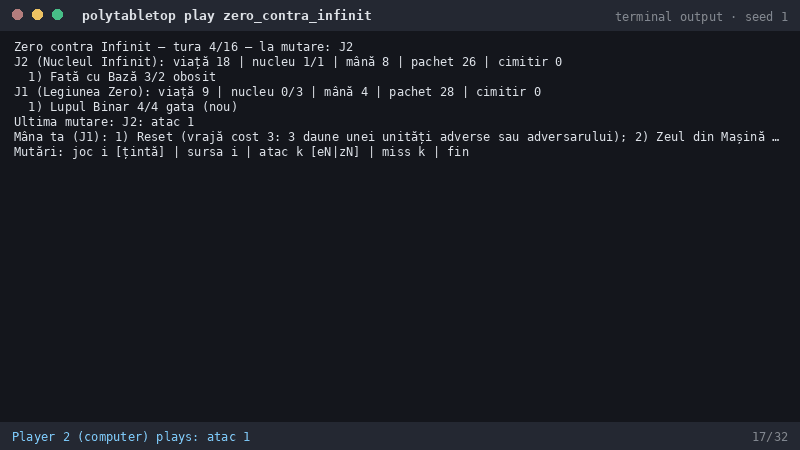 polytabletop play zero_contra_infinit
terminal output · seed 1
Zero contra Infinit — tura 4/16 — la mutare: J2
J2 (Nucleul Infinit): viață 18 | nucleu 1/1 | mână 8 | pachet 26 | cimitir 0
1) Fată cu Bază 3/2 obosit
J1 (Legiunea Zero): viață 9 | nucleu 0/3 | mână 4 | pachet 28 | cimitir 0
1) Lupul Binar 4/4 gata (nou)
Ultima mutare: J2: atac 1
Mâna ta (J1): 1) Reset (vrajă cost 3: 3 daune unei unități adverse sau adversarului); 2) Zeul din Mașină …
Mutări: joc i [țintă] | sursa i | atac k [eN|zN] | miss k | fin
Player 2 (computer) plays: atac 1
17/32